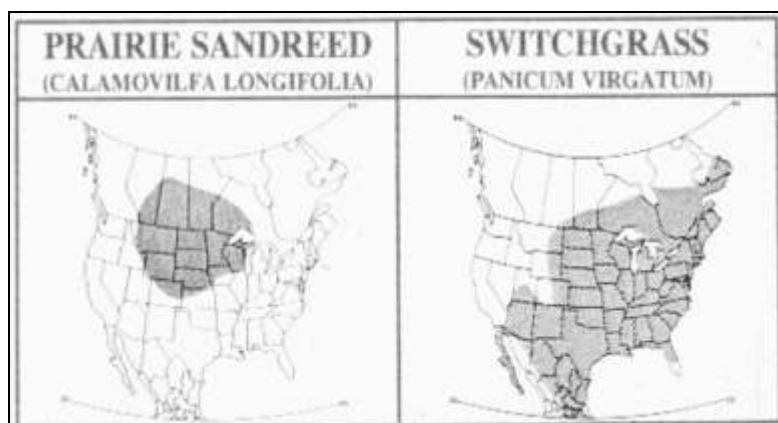 PRAIRIE SANDREED
(CALAMOVILFA LONGIFOLIA)
SWITCHGRASS
(PANICUM VIRGATUM)